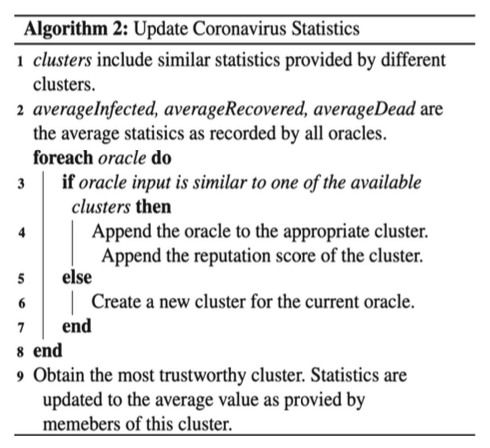 Algorithm 2: Update Coronavirus Statistics
1 clusters include similar statistics provided by different
clusters.
2 averageInfected, averageRecovered, averageDead are
the average statisics as recorded by all oracles.
foreach oracle do
3 if oracle input is similar to one of the available
clusters then
4 Append the oracle to the appropriate cluster.
Append the reputation score of the cluster.
5 else
6 Create a new cluster for the current oracle.
7 end
8 end
9 Obtain the most trustworthy cluster. Statistics are
updated to the average value as provied by
memebers of this cluster.